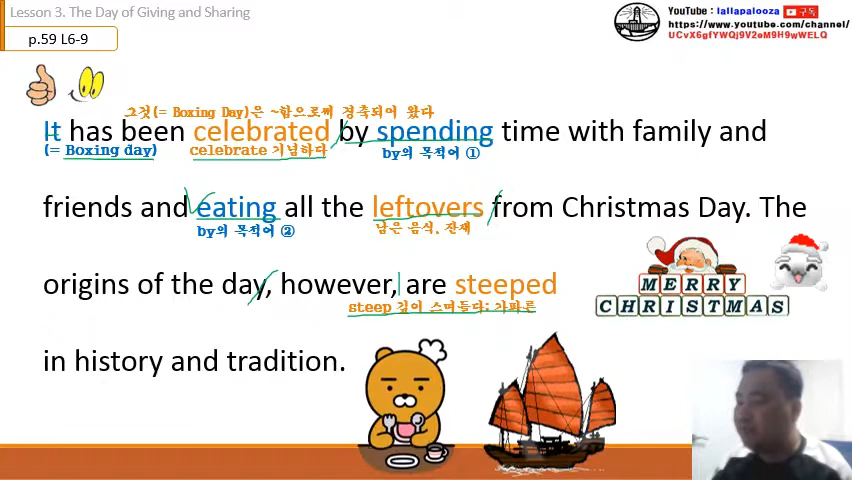 Lesson 3. The Day of Giving and Sharing
p.59 L6-9
YouTube : lallapalooza 구독
https://www.youtube.com/channel/
UCvX6gfYWQj9V2eM9H9wWELQ
그것(= Boxing Day)은 ~함으로써 경축되어 왔다
It has been celebrated by spending time with family and
(= Boxing day) celebrate 기념하다 by의 목적어 ①
friends and eating all the leftovers from Christmas Day. The
by의 목적어 ② 남은 음식, 잔재
origins of the day, however, are steeped
steep 깊이 스며들다; 가파른
MERRY
CHRISTMAS
in history and tradition.